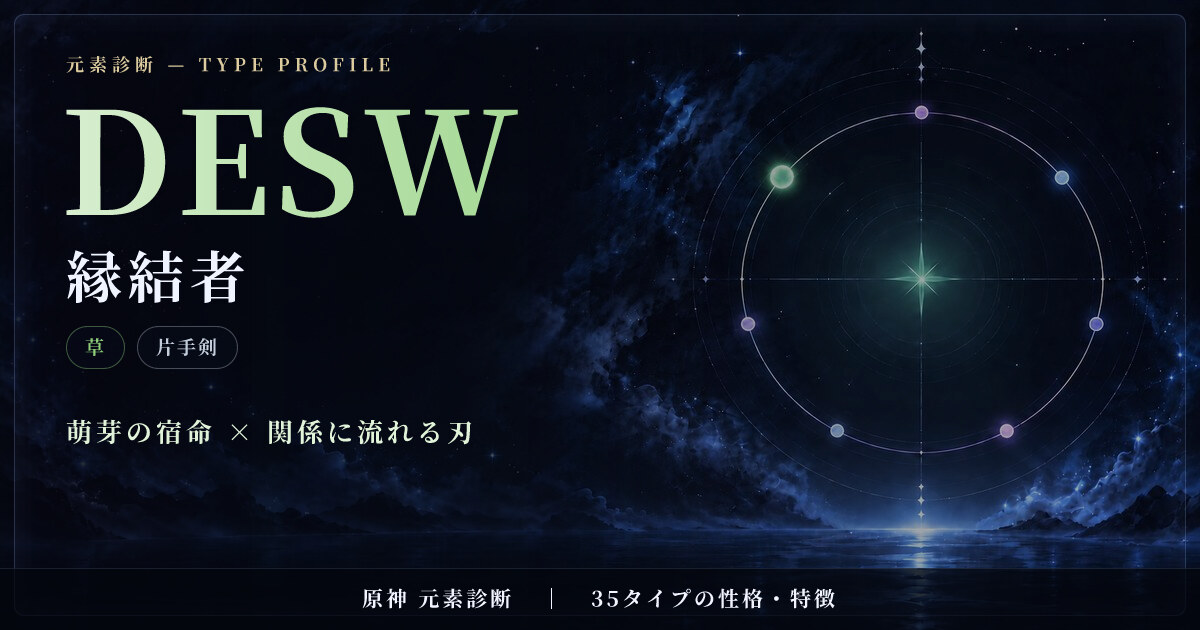 元素診断 — TYPE PROFILE
DESW
縁結者
草 片手剣
萌芽の宿命 × 関係に流れる刃
原神 元素診断 | 35タイプの性格・特徴